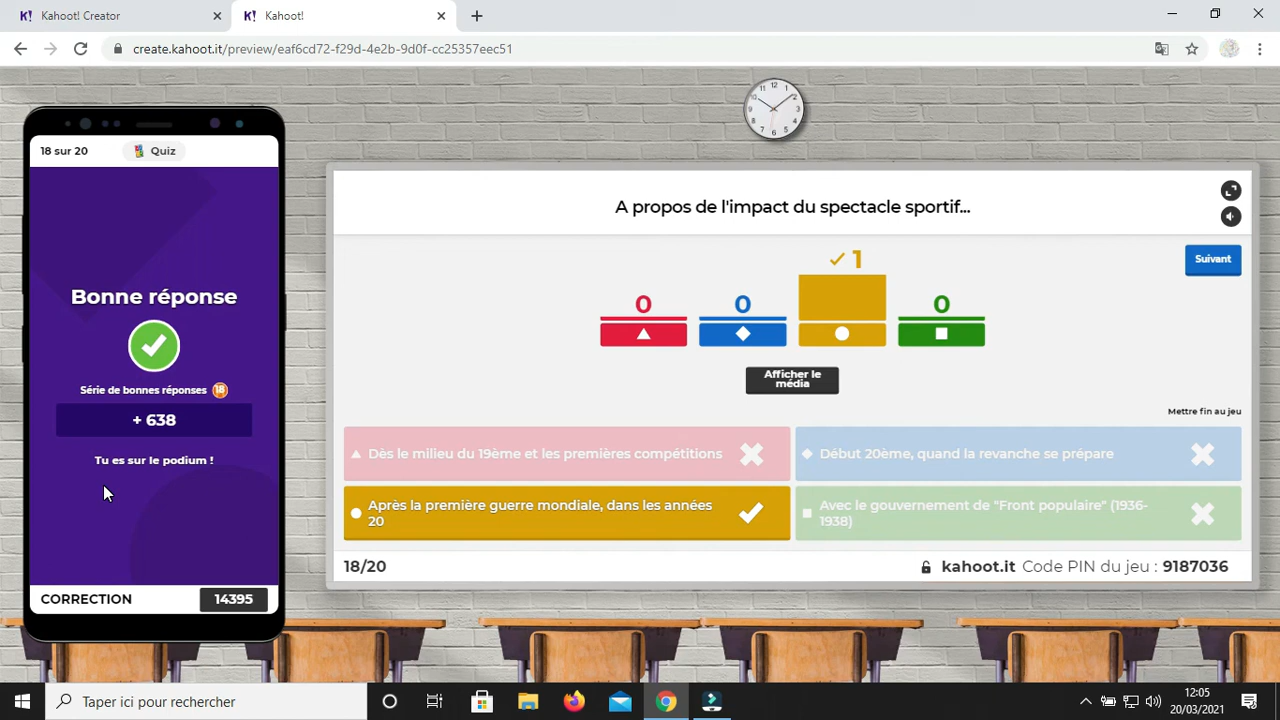 Kahoot! Creator
Kahoot!
create.kahoot.it/preview/eaf6cd72-f29d-4e2b-9d0f-cc25357eec51
18 sur 20
Quiz
Bonne réponse
Série de bonnes réponses 18
+ 638
Tu es sur le podium !
CORRECTION 14395
A propos de l'impact du spectacle sportif...
Suivant
0
0
1
0
Afficher le
média
Mettre fin au jeu
Dès le milieu du 19ème et les premières compétitions
Début 20ème, quand la revanche se prépare
Après la première guerre mondiale, dans les années
20
Avec le gouvernement de "Front populaire" (1936-
1938)
18/20
kahoot.it Code PIN du jeu : 9187036
Taper ici pour rechercher
12:05
20/03/2021